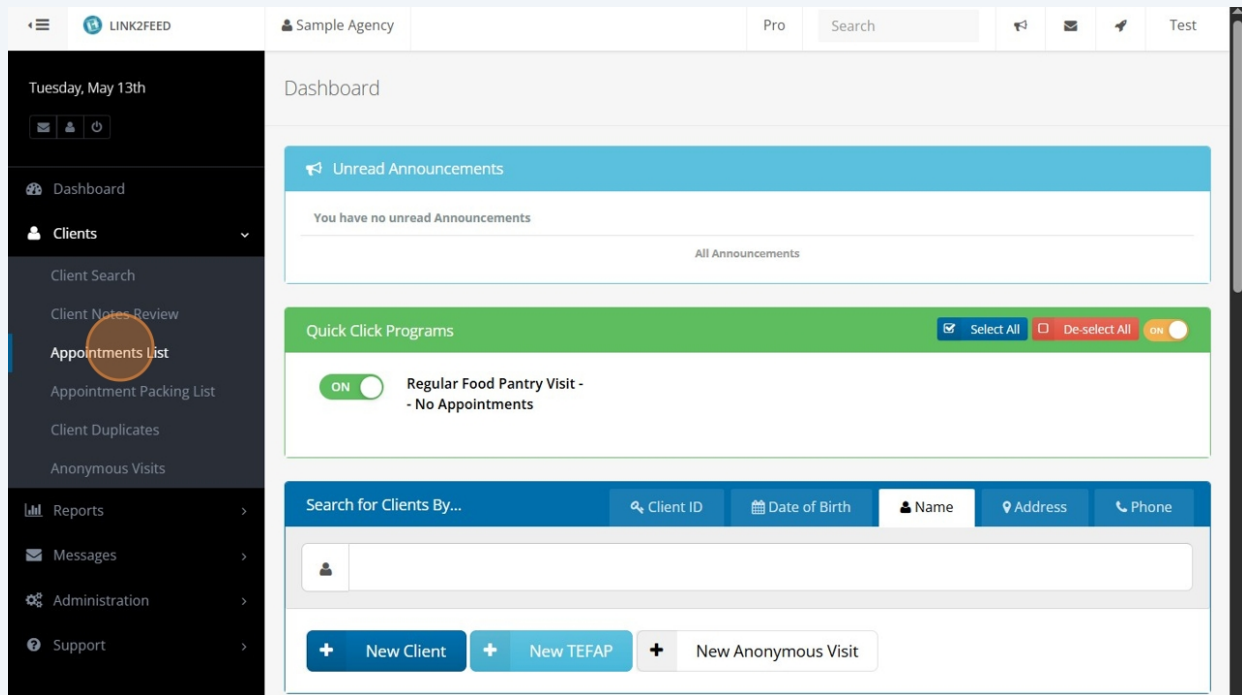 LINK2FEED
Sample Agency
Pro
Search
Test
Tuesday, May 13th
Dashboard
Clients
Client Search
Client Notes Review
Appointments List
Appointment Packing List
Client Duplicates
Anonymous Visits
Reports
Messages
Administration
Support
Dashboard
Unread Announcements
You have no unread Announcements
All Announcements
Quick Click Programs
Select All
De-select All
ON
ON
Regular Food Pantry Visit -
- No Appointments
Search for Clients By...
Client ID
Date of Birth
Name
Address
Phone
New Client
New TEFAP
New Anonymous Visit